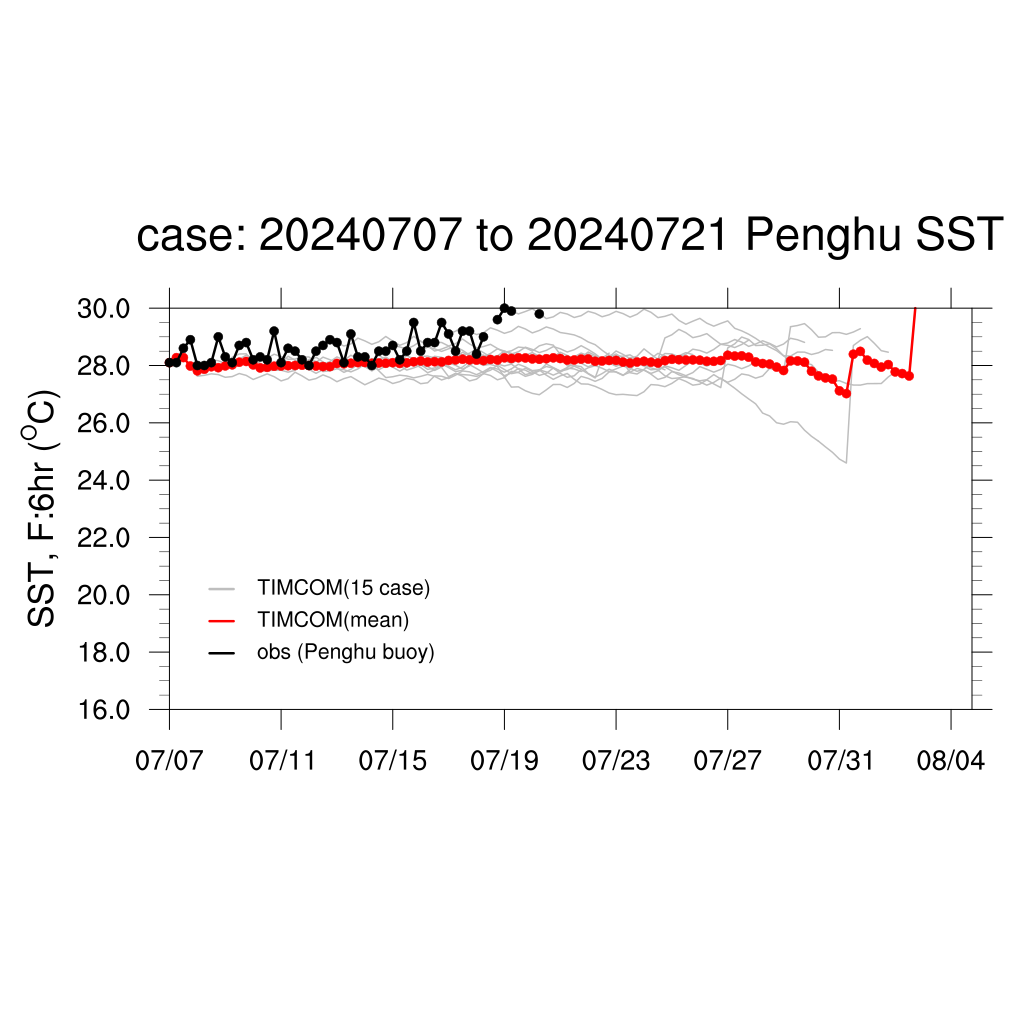 case: 20240707 to 20240721 Penghu SST
SST, F:6hr (°C)
30.0
28.0
26.0
24.0
22.0
20.0
18.0
16.0
TIMCOM(15 case)
TIMCOM(mean)
obs (Penghu buoy)
07/07 07/11 07/15 07/19 07/23 07/27 07/31 08/04